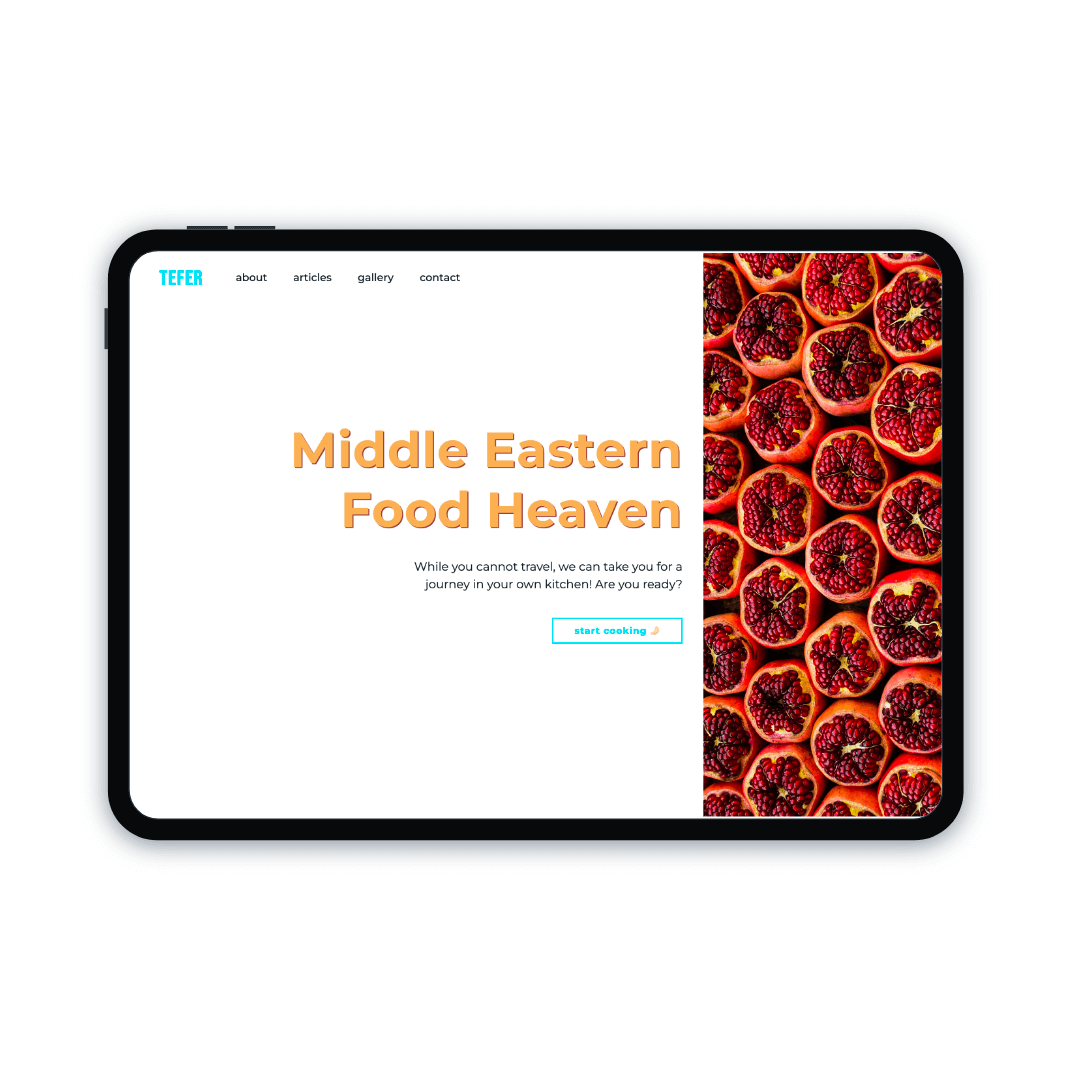 TEFER about articles gallery contact
Middle Eastern
Food Heaven
While you cannot travel, we can take you for a
journey in your own kitchen! Are you ready?
start cooking 🤌🏻